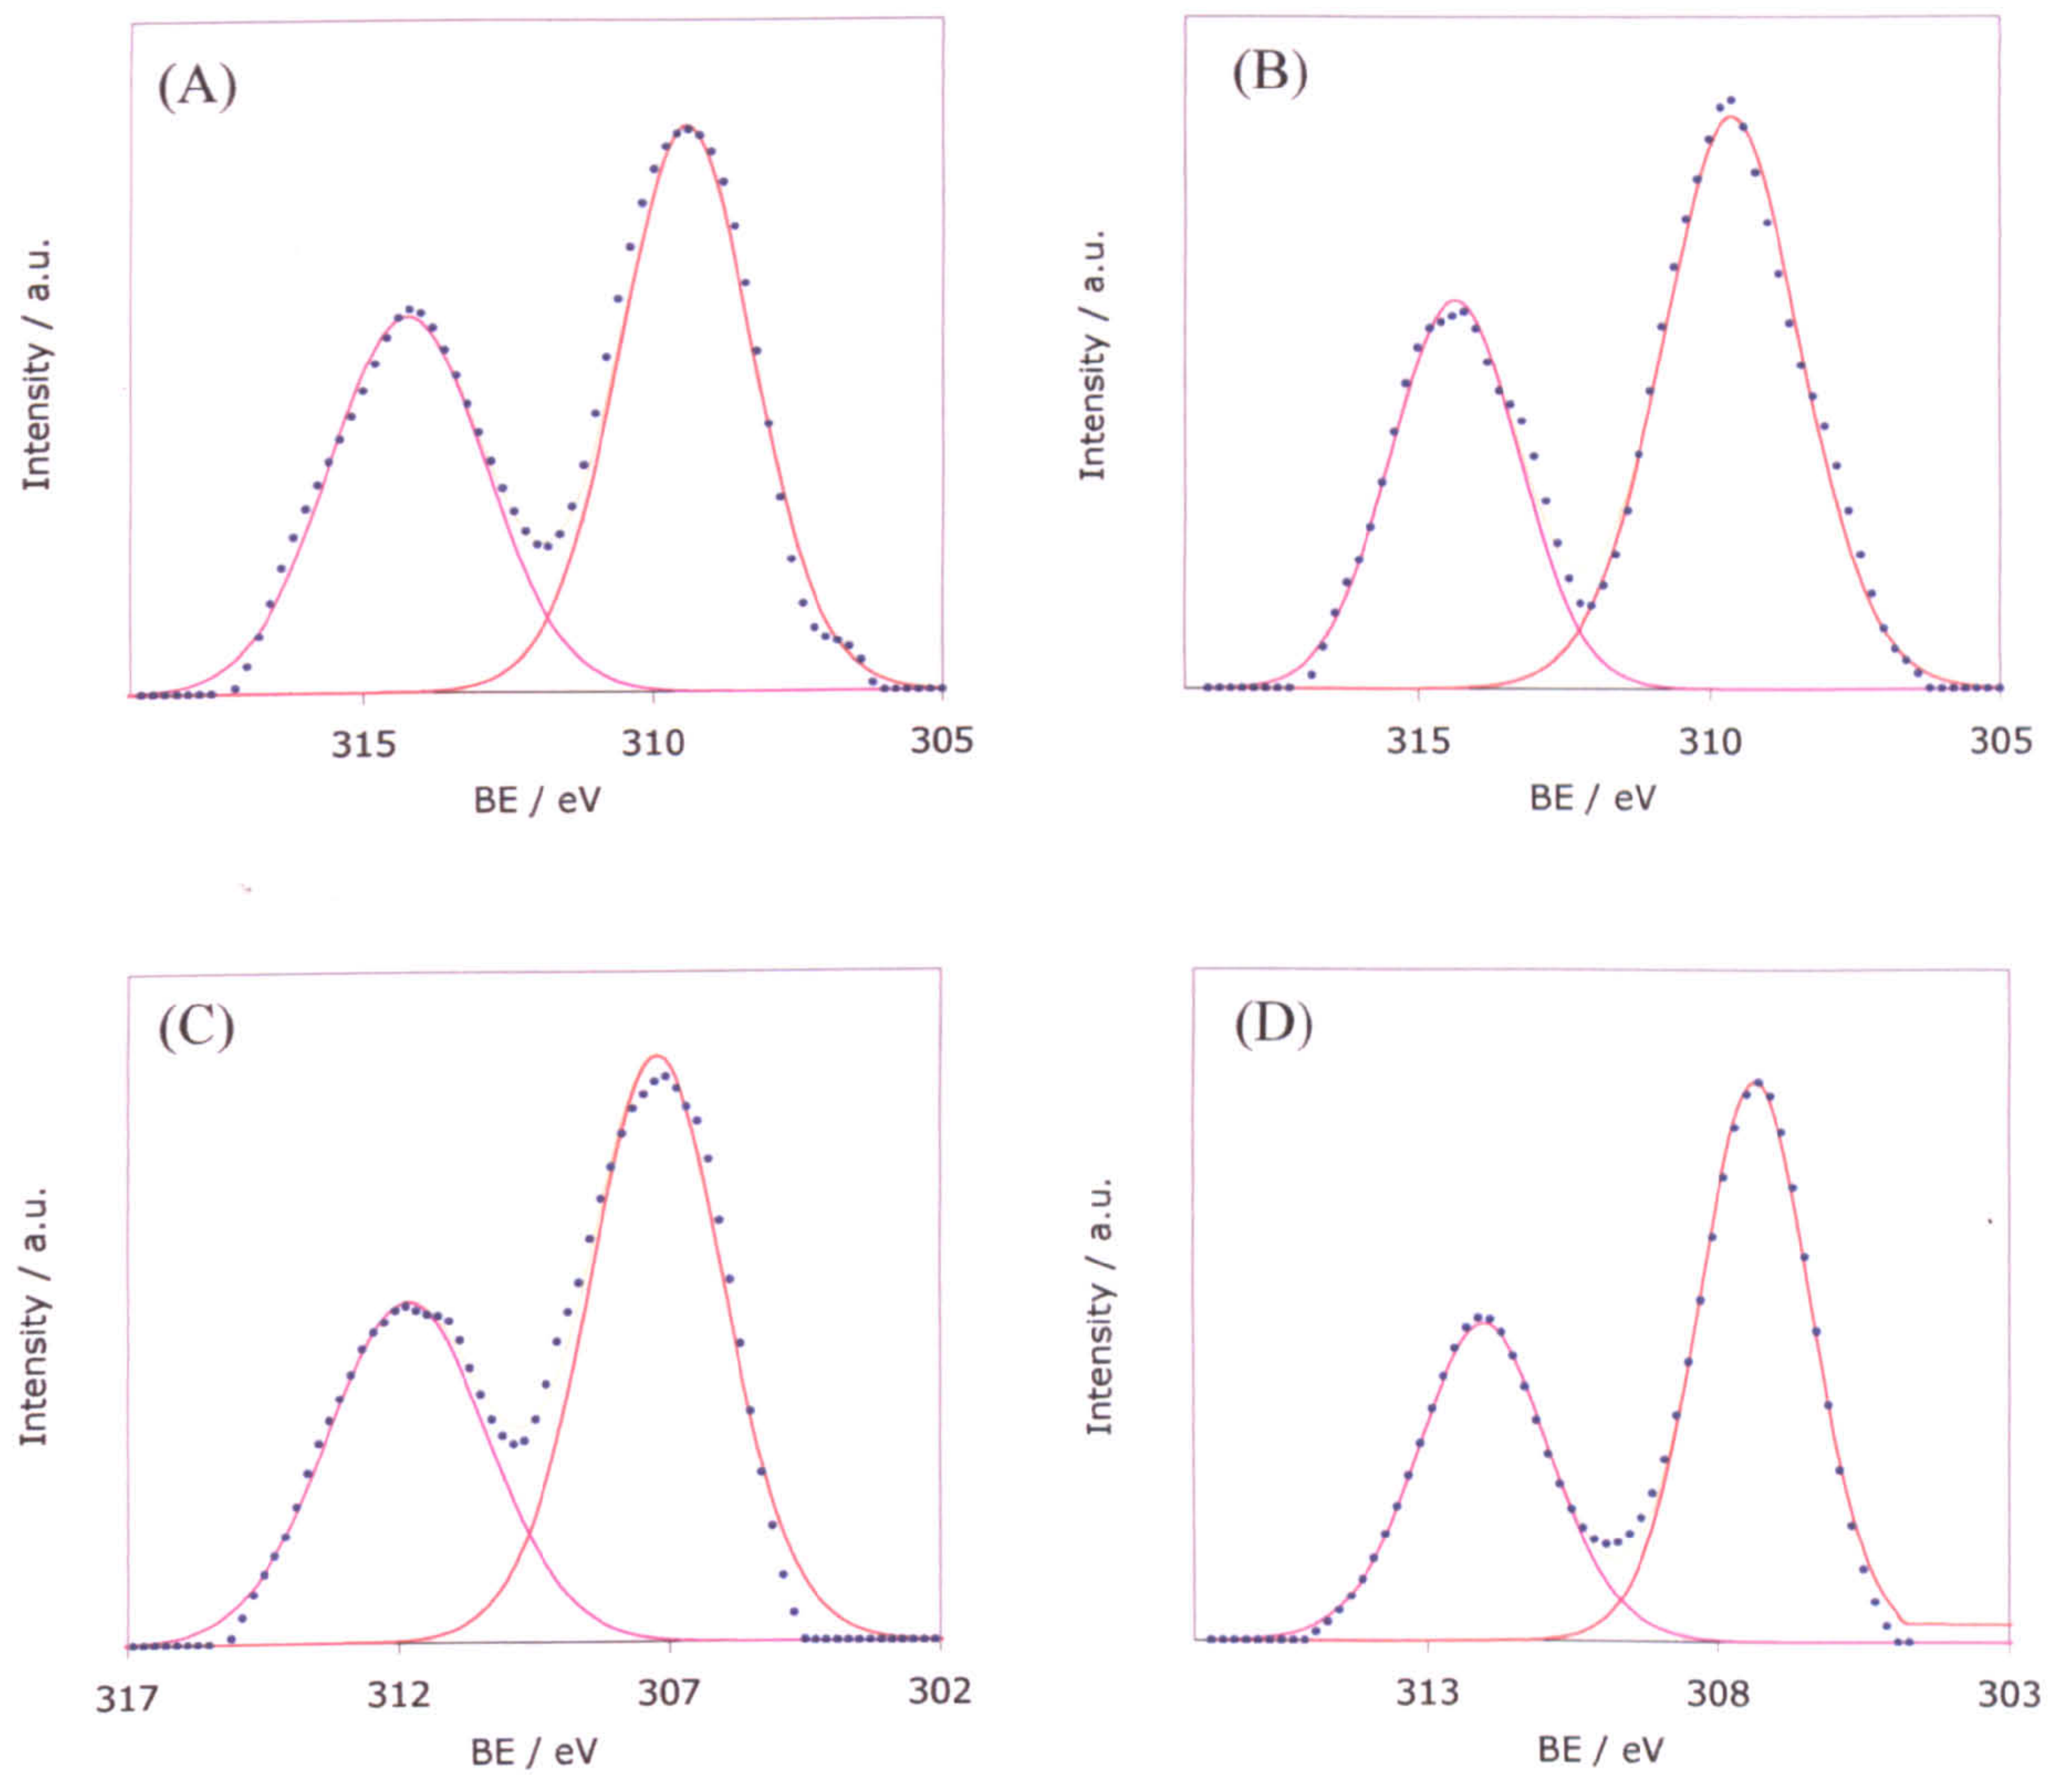 (A)
Intensity / a.u.
315 310 305
BE / eV
(B)
Intensity / a.u.
315 310 305
BE / eV
(C)
Intensity / a.u.
317 312 307 302
BE / eV
(D)
Intensity / a.u.
313 308 303
BE / eV